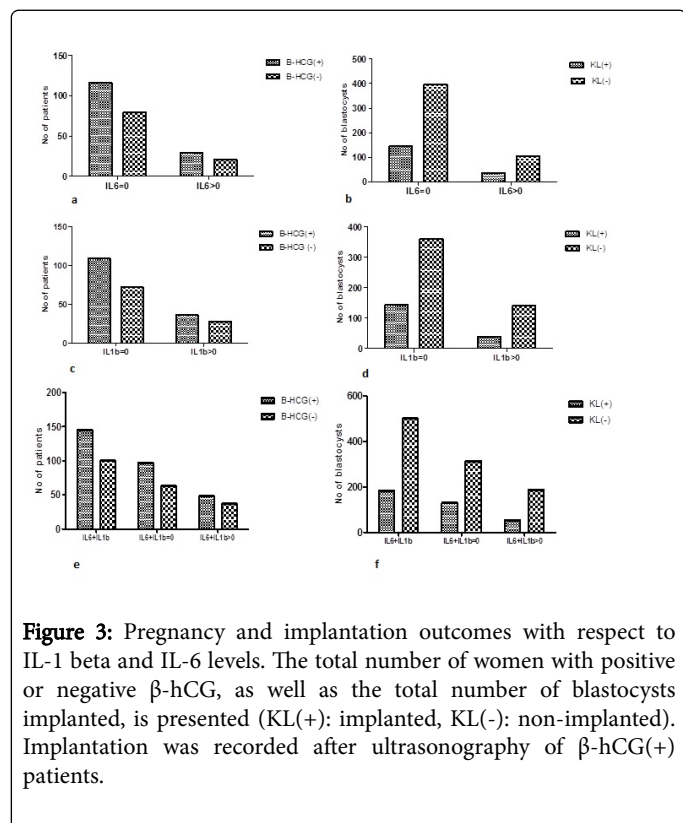 150
100
50
0
No of patients
B-HCG(+)
B-HCG(-)
IL6=0
IL6>0
a
500
400
300
200
100
0
No of blastocysts
KL(+)
KL(-)
IL6=0
IL6>0
b
150
100
50
0
No of patients
B-HCG(+)
B-HCG (-)
IL1b=0
IL1b>0
c
400
300
200
100
0
No of blastocysts
KL(+)
KL(-)
IL1b=0
IL1b>0
d
200
150
100
50
0
No of patients
B-HCG(+)
B-HCG(-)
IL6+IL1b
IL6+IL1b=0
IL6+IL1b>0
e
600
400
200
0
No of blastocysts
KL(+)
KL(-)
IL6+IL1b
IL6+IL1b=0
IL6+IL1b>0
f
Figure 3: Pregnancy and implantation outcomes with respect to
IL-1 beta and IL-6 levels. The total number of women with positive
or negative β-hCG, as well as the total number of blastocysts
implanted, is presented (KL(+): implanted, KL(-): non-implanted).
Implantation was recorded after ultrasonography of β-hCG(+)
patients.